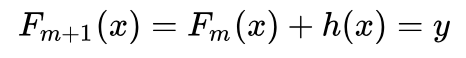 F_{m+1}(x) = F_m(x) + h(x) = y